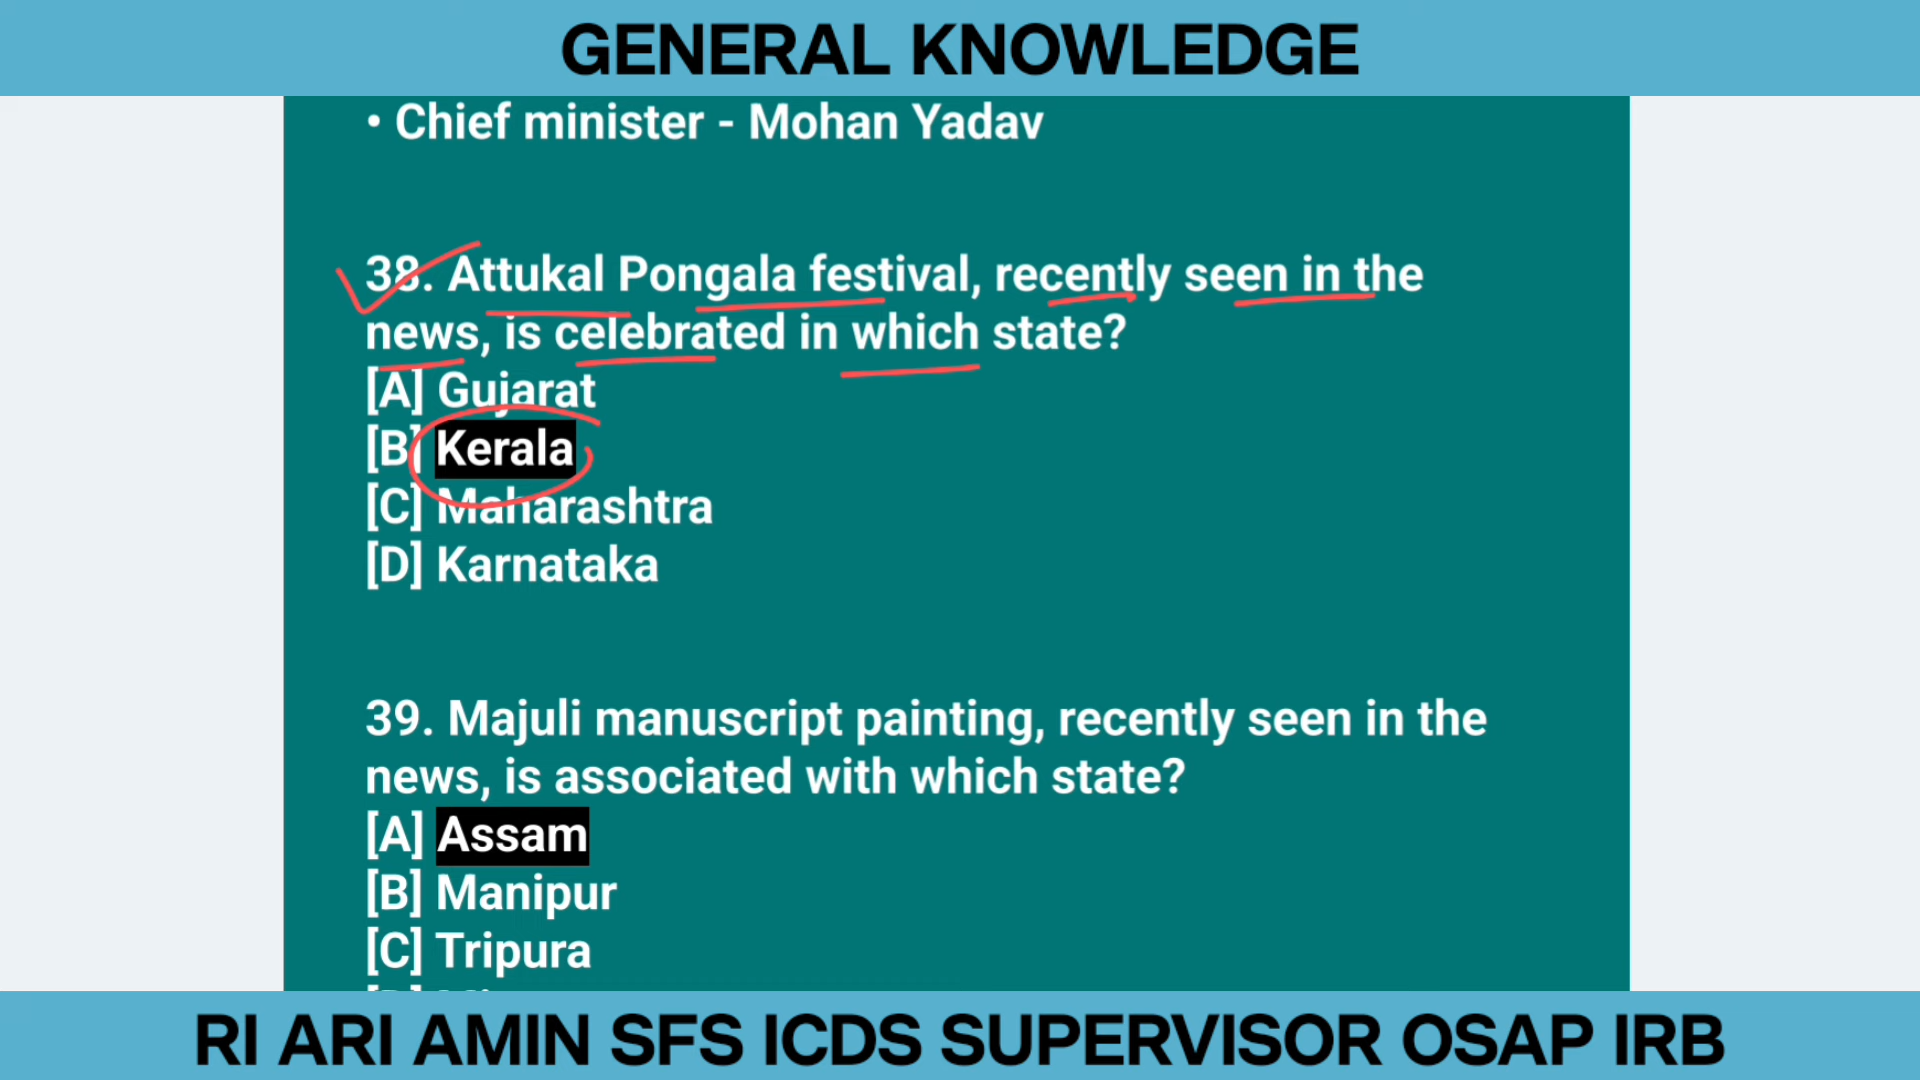 GENERAL KNOWLEDGE
• Chief minister - Mohan Yadav
38. Attukal Pongala festival, recently seen in the
news, is celebrated in which state?
[A] Gujarat
[B] Kerala
[C] Maharashtra
[D] Karnataka
39. Majuli manuscript painting, recently seen in the
news, is associated with which state?
[A] Assam
[B] Manipur
[C] Tripura
RI ARI AMIN SFS ICDS SUPERVISOR OSAP IRB